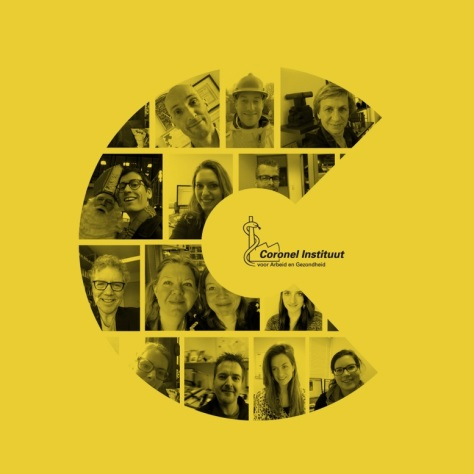 Coronel Instituut
voor Arbeid en Gezondheid